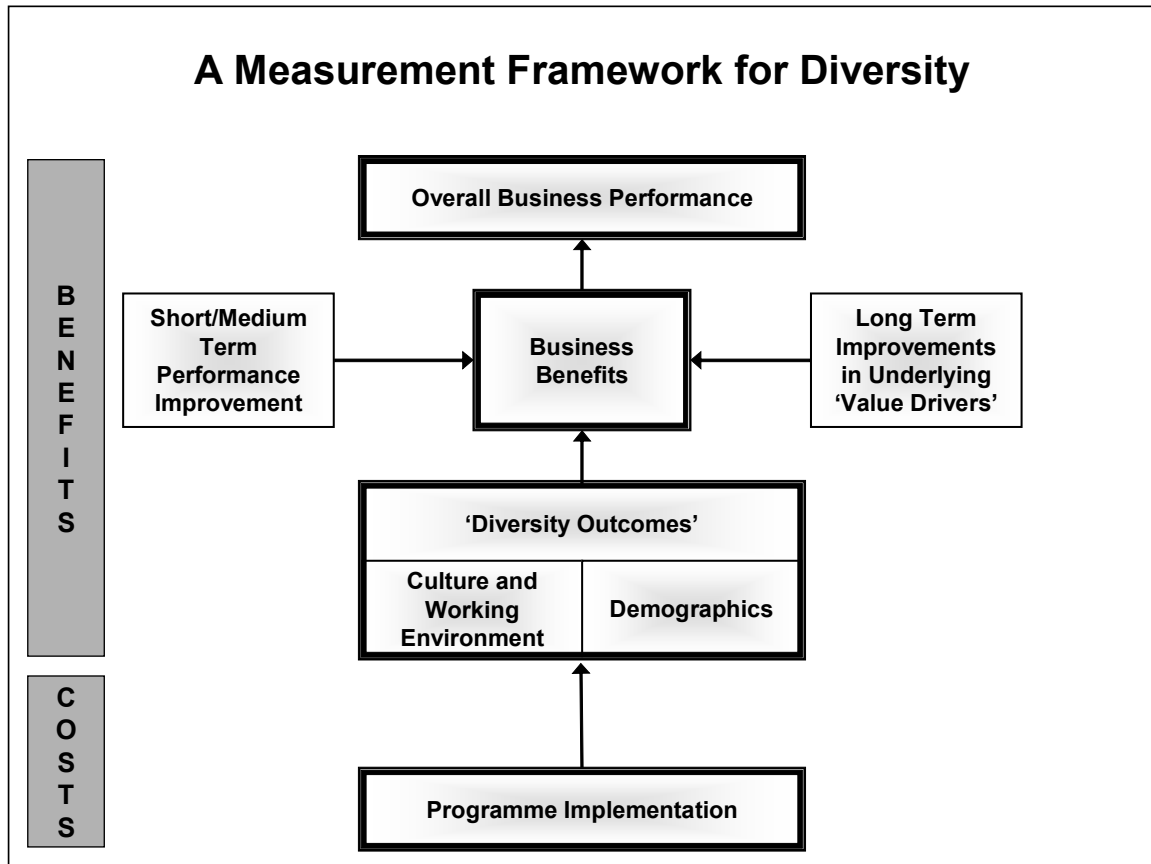 A Measurement Framework for Diversity
B
E
N
E
F
I
T
S
Overall Business Performance
Short/Medium
Term
Performance
Improvement
Business
Benefits
Long Term
Improvements
in Underlying
‘Value Drivers’
‘Diversity Outcomes’
Culture and
Working
Environment
Demographics
C
O
S
T
S
Programme Implementation